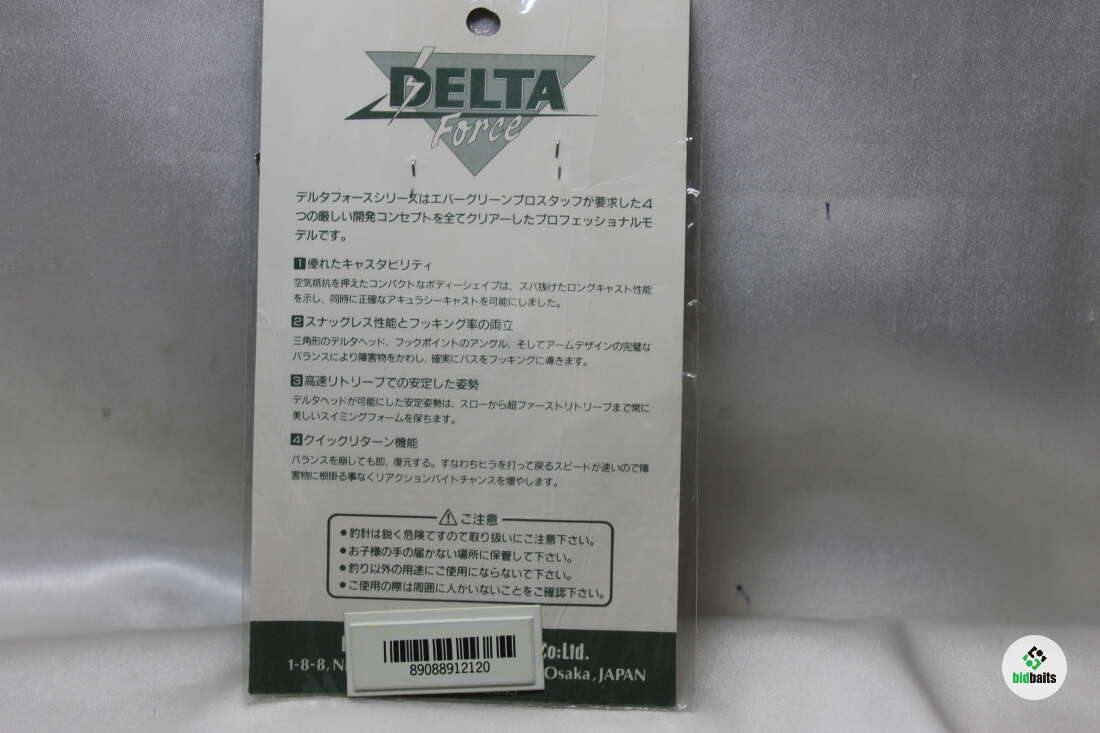 DELTA
Force
デルタフォースシリーズはエバーグリーンプロスタッフが要求した4
つの厳しい開発コンセプトを全てクリアーしたプロフェッショナルモ
デルです。
1優れたキャスタビリティ
空気抵抗を押えたコンパクトなボディーシェイプは、ズバ抜けたロングキャスト性能
を示し、同時に正確なアキュラシーキャストを可能にしました。
2スナッグレス性能とフッキング率の両立
三角形のデルタヘッド、フックポイントのアングル、そしてアームデザインの完璧な
バランスにより障害物をかわし、確実にバスをフッキングに導きます。
3高速リトリーブでの安定した姿勢
デルタヘッドが可能にした安定姿勢は、スローから超ファーストリトリーブまで常に
美しいスイミングフォームを保ちます。
4クイックリターン機能
バランスを崩しても即、復元する。すなわちヒラを打って戻るスピードが速いので障
害物に根掛る事なくリアクションバイトチャンスを増やします。
⚠ご注意
●釣針は鋭く危険ですので取り扱いにご注意下さい。
●お子様の手の届かない場所に保管して下さい。
●釣り以外の用途にご使用にならないで下さい。
●ご使用の際は周囲に人がいないことをご確認下さい。
Co:Ltd.
1-8-8, Osaka, JAPAN
89088912120
bidbaits